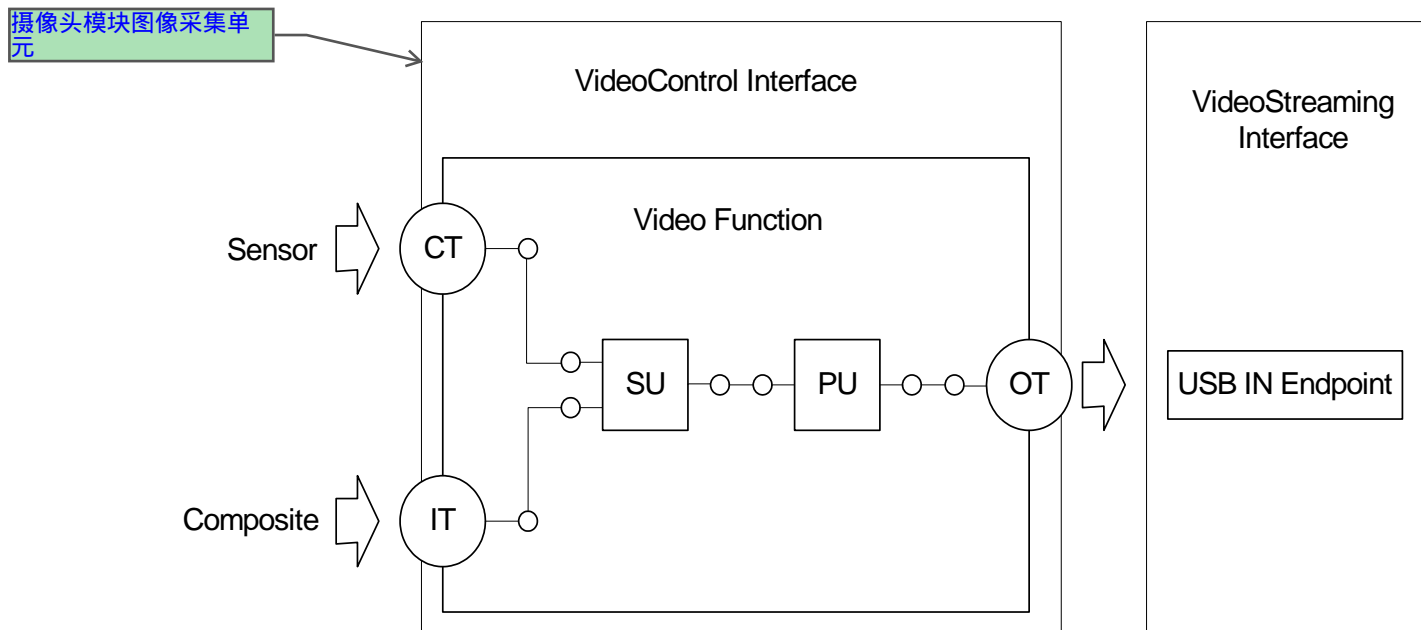 摄像头模块图像采集单
元
VideoControl Interface
VideoStreaming
Interface
Video Function
Sensor
CT
SU
PU
OT
USB IN Endpoint
Composite
IT